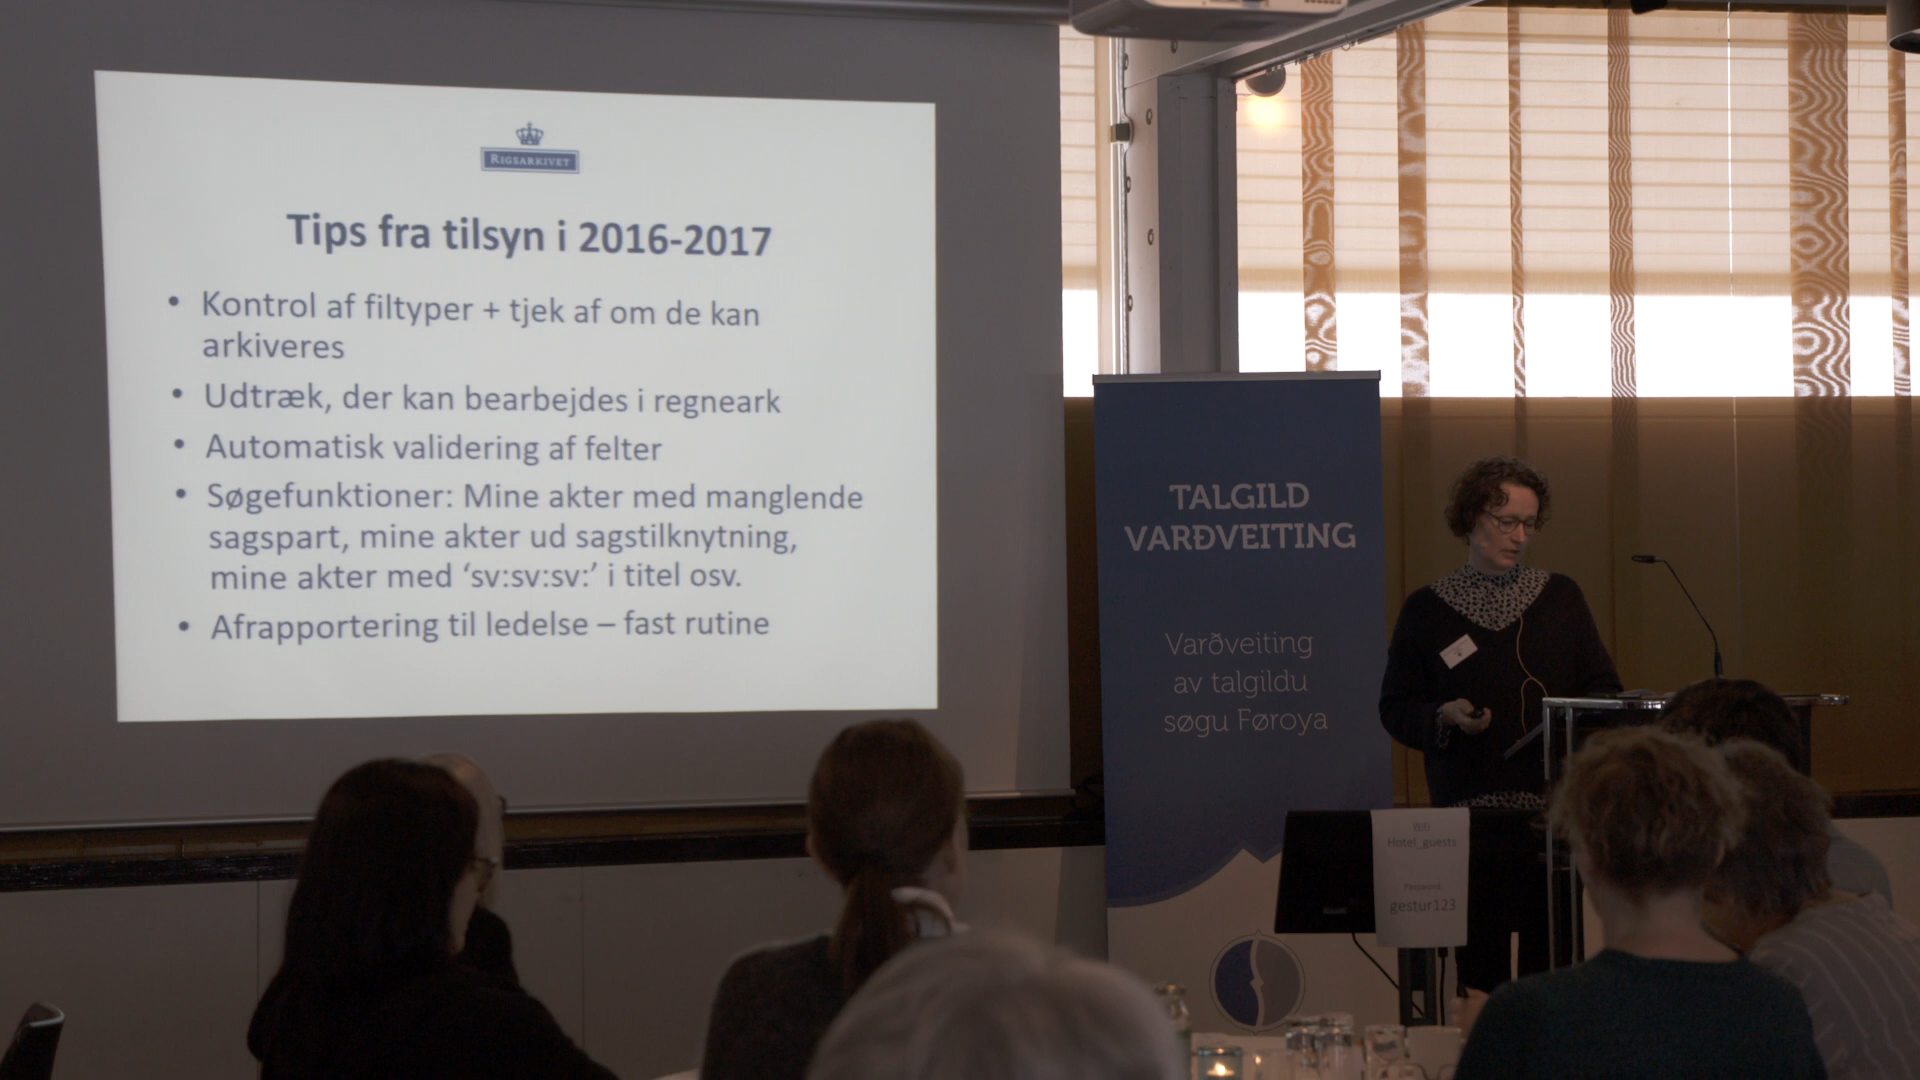 RIGSARKIVET
Tips fra tilsyn i 2016-2017
• Kontrol af filtyper + tjek af om de kan
arkiveres
• Udtræk, der kan bearbejdes i regneark
• Automatisk validering af felter
• Søgefunktioner: Mine akter med manglende
sagspart, mine akter ud sagstilknytning,
mine akter med ‘sv:sv:sv:’ i titel osv.
• Afrapportering til ledelse – fast rutine
TALGILD
VARÐVEITING
Varðveiting
av talgildu
søgu Føroya
WiFi
Hotel_guests
Password
gestur123